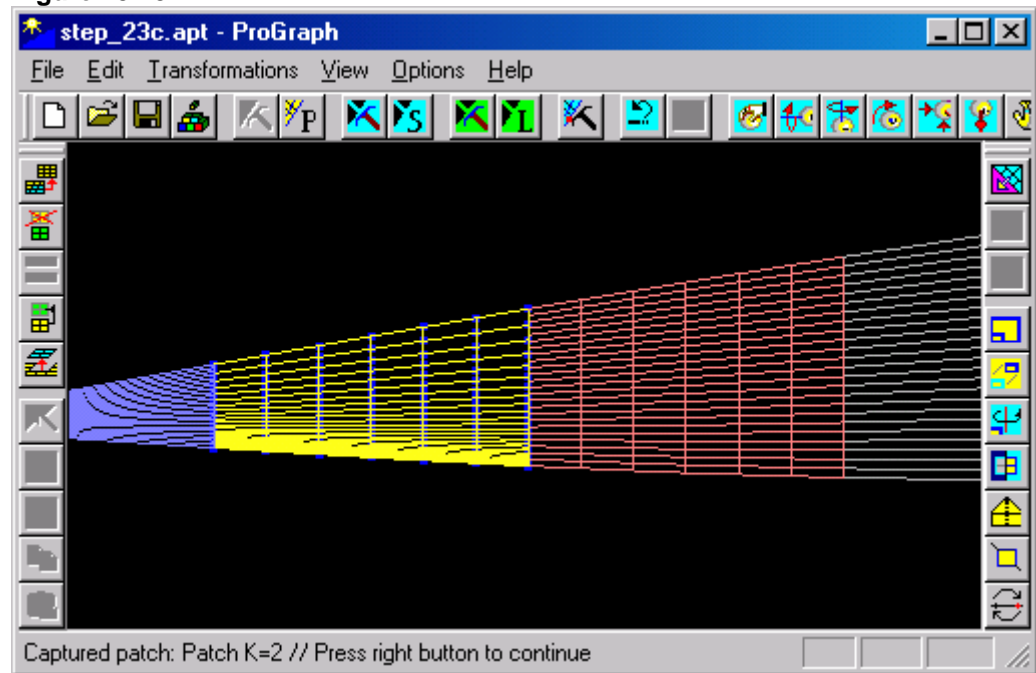 step_23c.apt - ProGraph
File Edit Transformations View Options Help
P S L
Captured patch: Patch K=2 // Press right button to continue